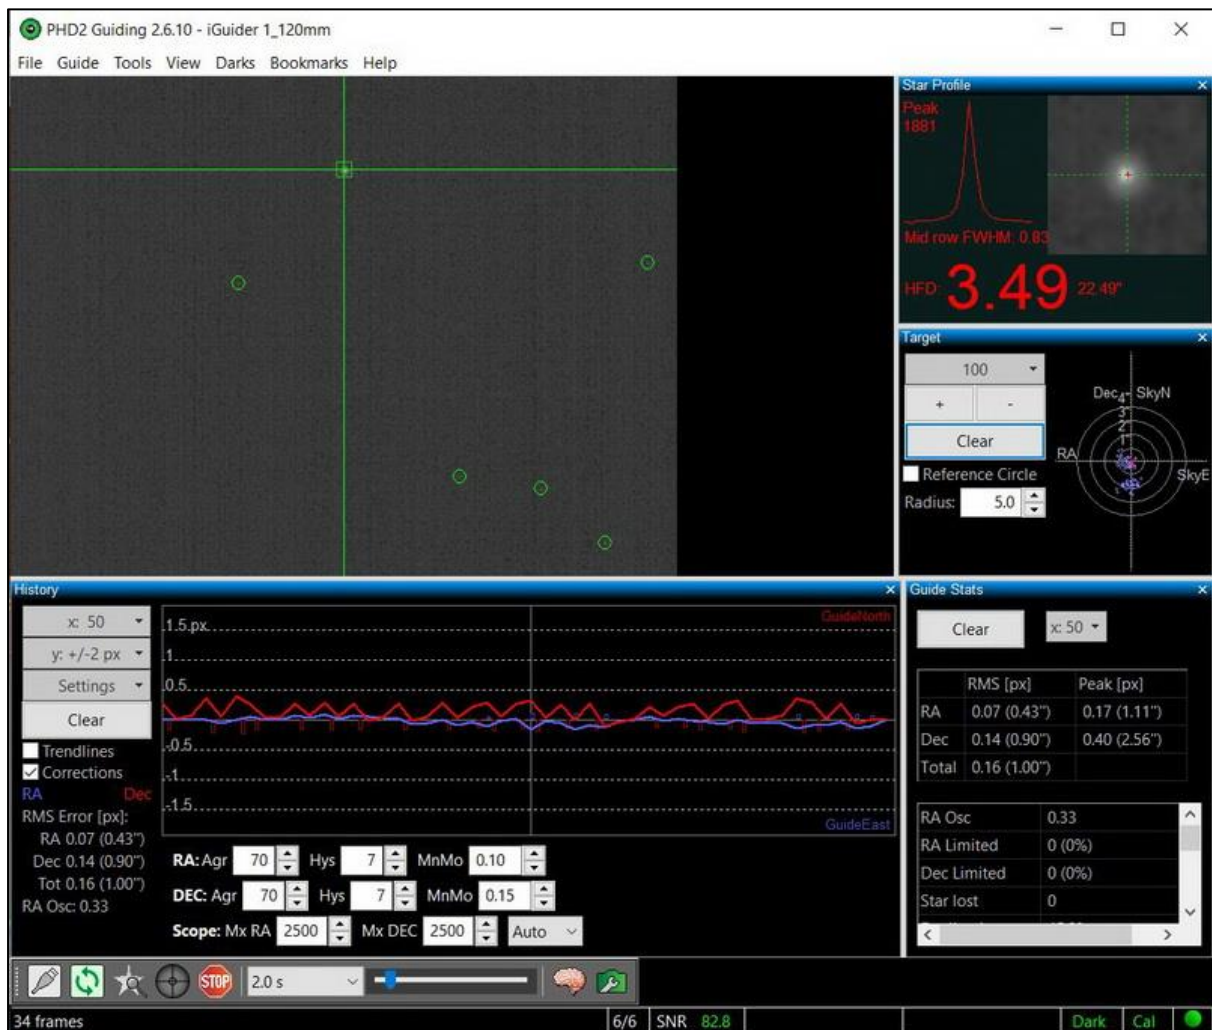 PHD2 Guiding 2.6.10 - iGuider 1_120mm
File Guide Tools View Darks Bookmarks Help
Star Profile
Peak
1881
Mid row FWHM: 0.83
HFD: 3.49 22.49"
Target
100
+ -
Clear
Reference Circle
Radius: 5.0
Dec 4 SkyN
3
2
1
RA
SkyE
History
x: 50
y: +/-2 px
Settings
Clear
Trendlines
Corrections
RA Dec
RMS Error [px]:
RA 0.07 (0.43")
Dec 0.14 (0.90")
Tot 0.16 (1.00")
RA Osc: 0.33
GuideNorth
1.5 px
1
0.5
-0.5
-1
-1.5
GuideEast
RA: Agr 70 Hys 7 MnMo 0.10
DEC: Agr 70 Hys 7 MnMo 0.15
Scope: Mx RA 2500 Mx DEC 2500 Auto
Guide Stats
Clear x: 50
RMS [px] Peak [px]
RA 0.07 (0.43") 0.17 (1.11")
Dec 0.14 (0.90") 0.40 (2.56")
Total 0.16 (1.00")
RA Osc 0.33
RA Limited 0 (0%)
Dec Limited 0 (0%)
Star lost 0
STOP 2.0 s
34 frames 6/6 SNR 82.8 Dark Cal